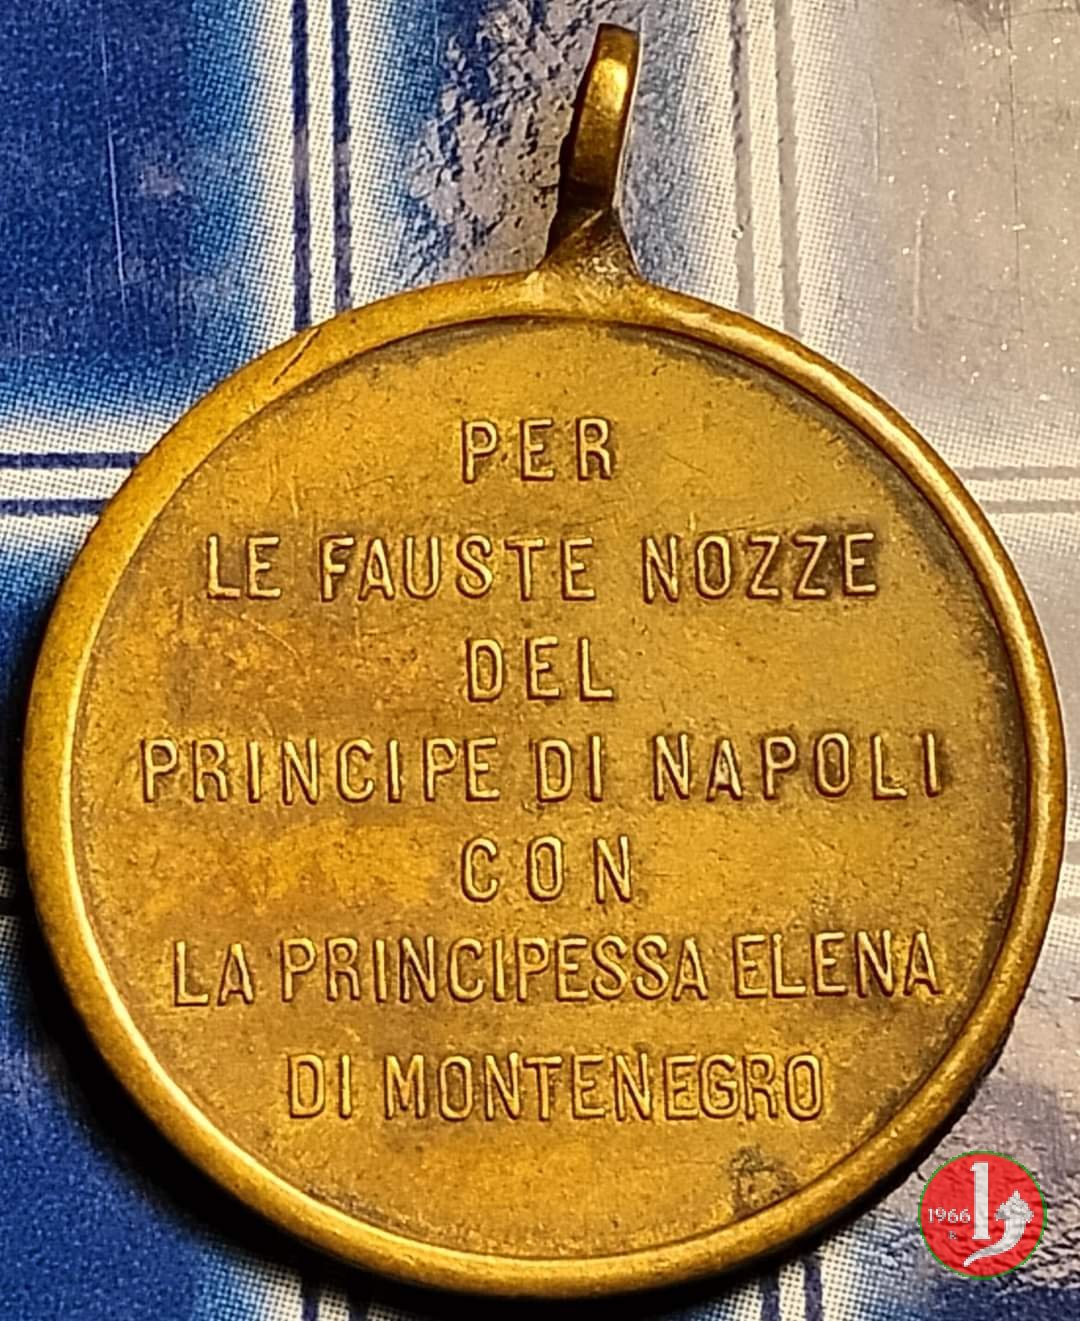 PER
LE FAUSTE NOZZE
DEL
PRINCIPE DI NAPOLI
CON
LA PRINCIPESSA ELENA
DI MONTENEGRO
1966